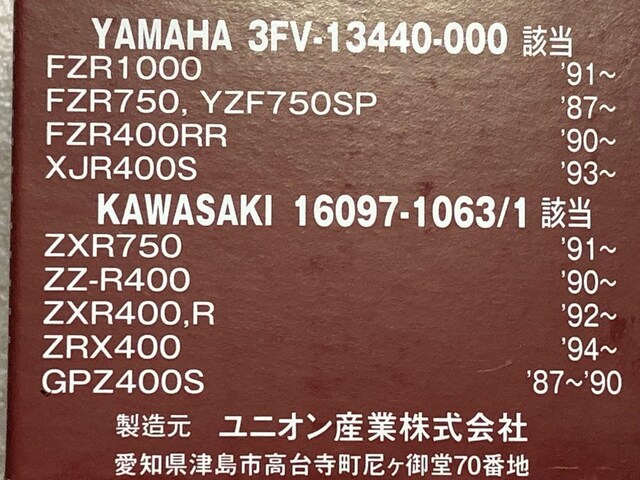 YAMAHA 3FV-13440-000 該当
FZR1000 '91~
FZR750, YZF750SP '87~
FZR400RR '90~
XJR400S '93~
KAWASAKI 16097-1063/1 該当
ZXR750 '91~
ZZ-R400 '90~
ZXR400,R '92~
ZRX400 '94~
GPZ400S '87~'90
製造元 ユニオン産業株式会社
愛知県津島市高台寺町尼ヶ御堂70番地